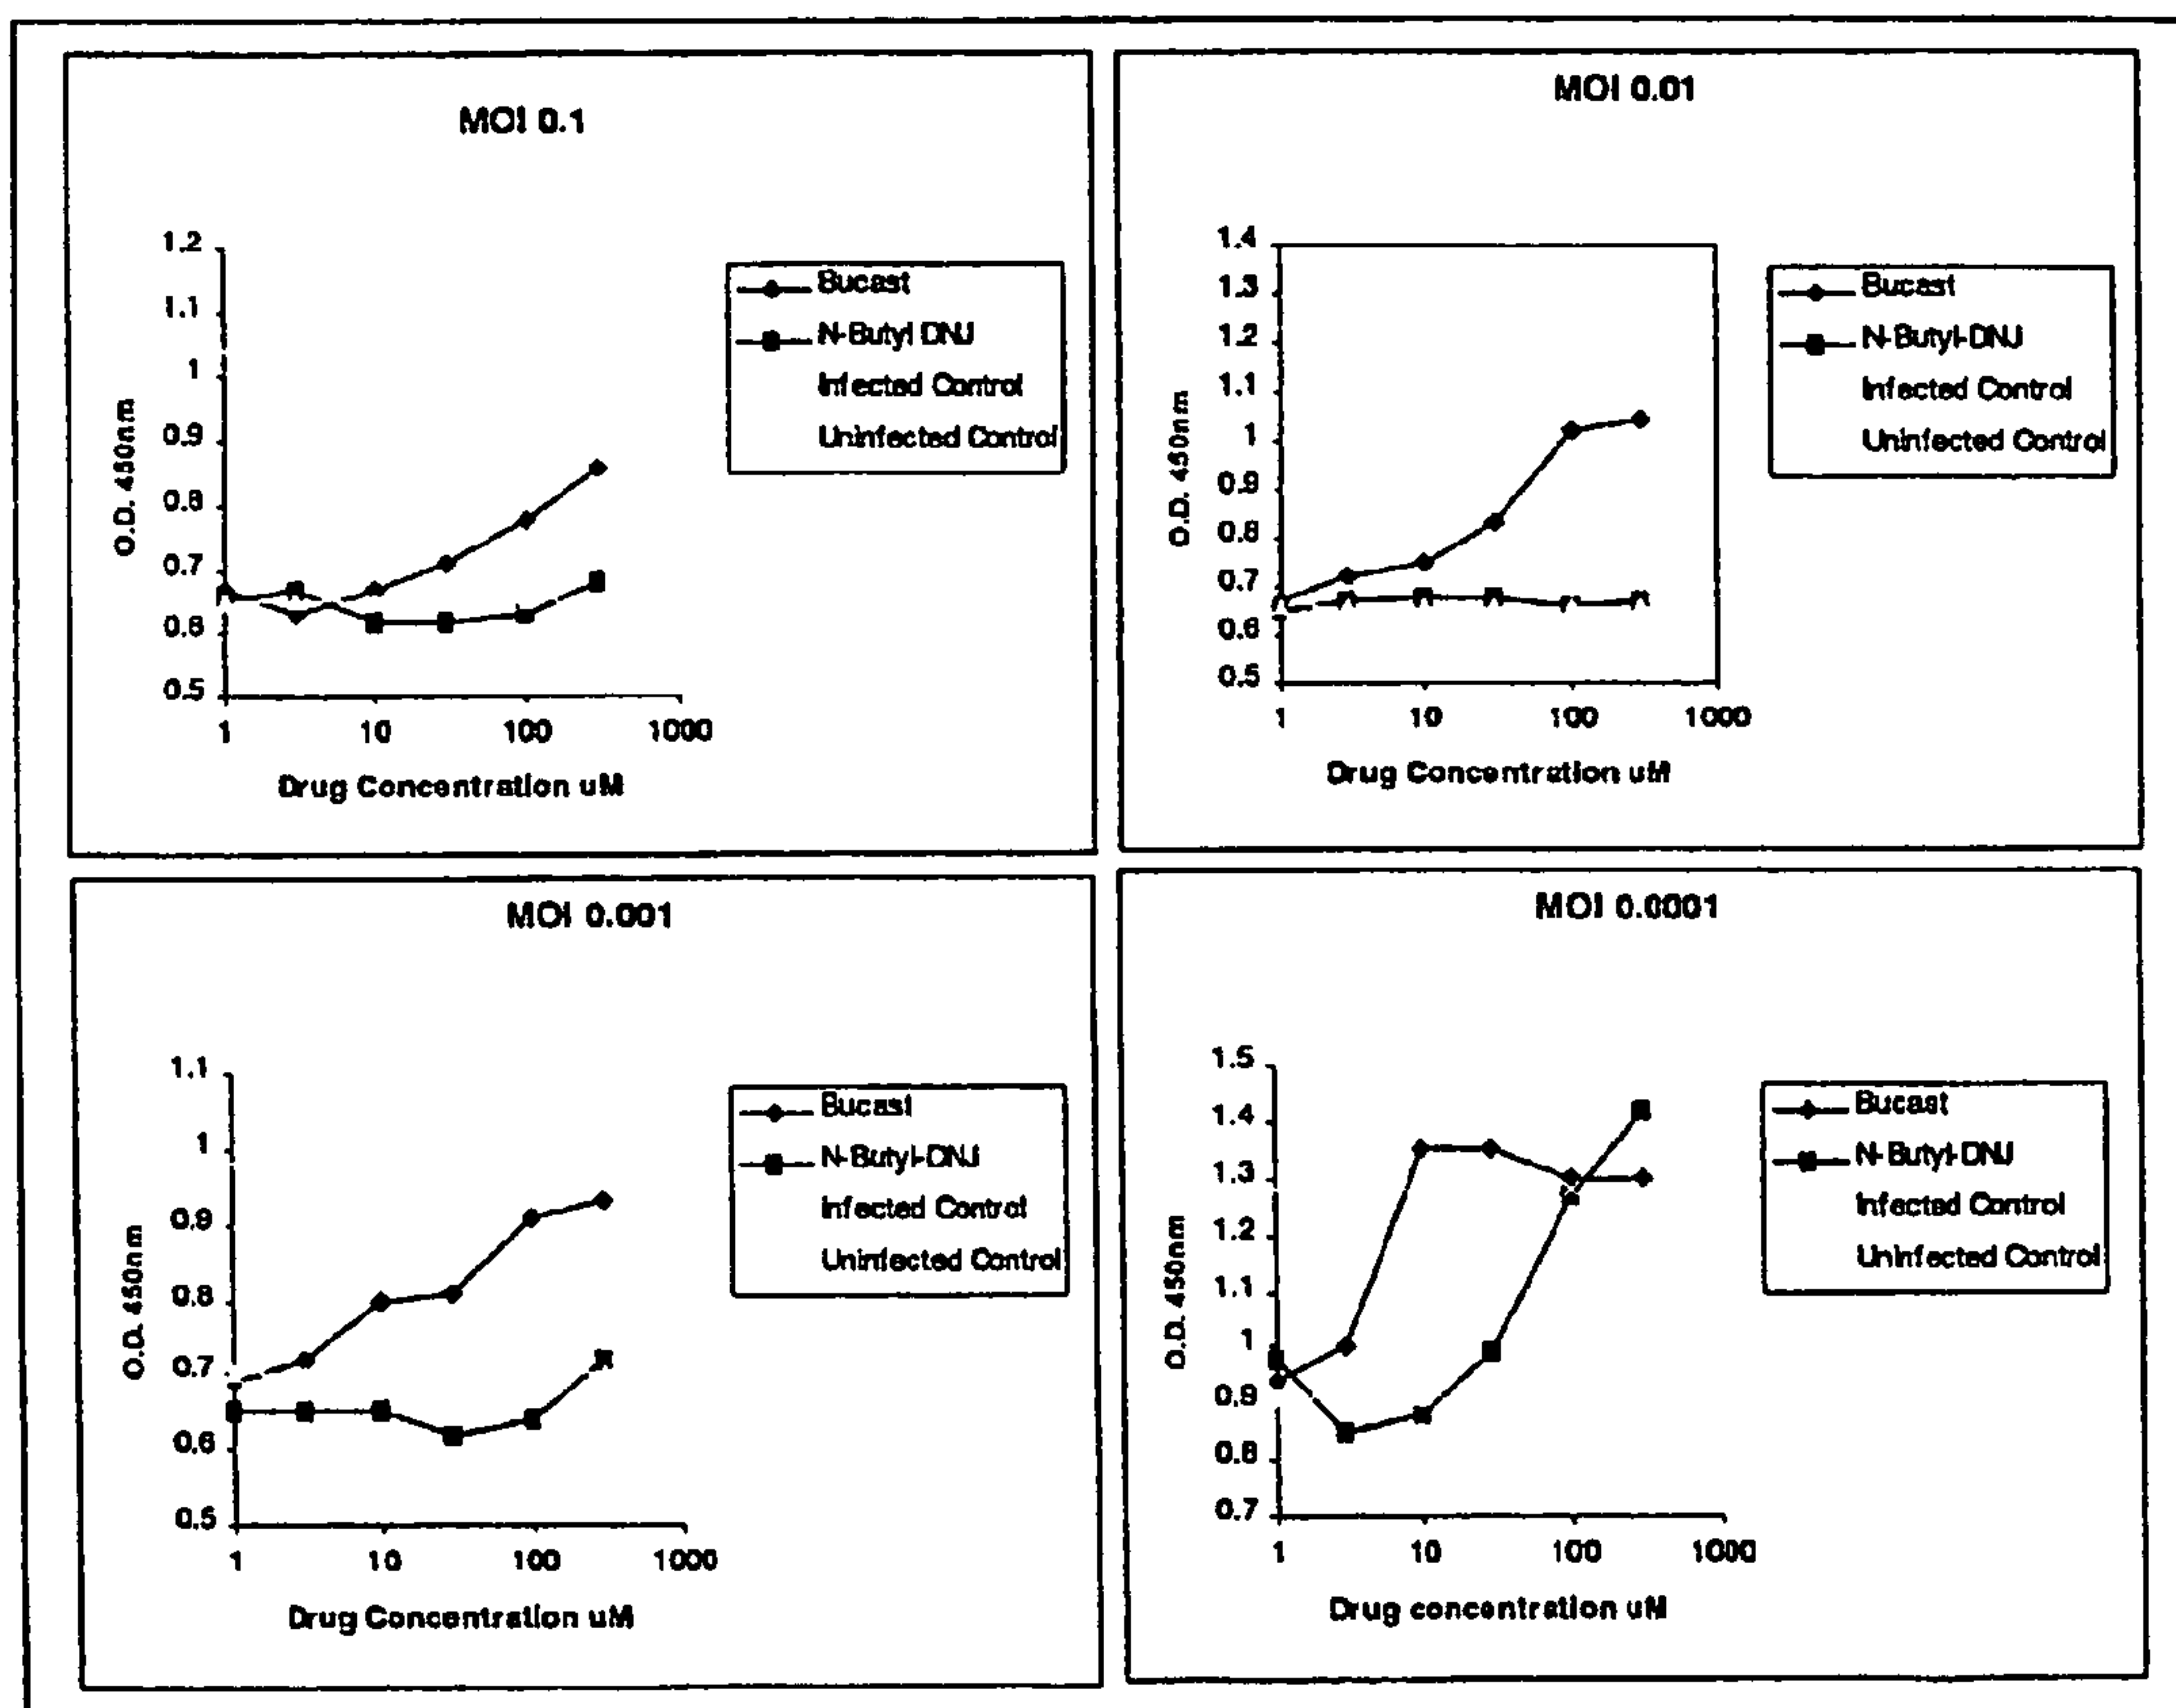 MOI 0.1
1.2
1.1
1
0.9
0.8
0.7
0.6
0.5
O.D. 450nm
1 10 100 1000
Drug Concentration uM
Bucast
N-Butyl DNJ
Infected Control
Uninfected Control
MOI 0.01
1.4
1.3
1.2
1.1
1
0.9
0.8
0.7
0.6
0.5
O.D. 450nm
1 10 100 1000
Drug Concentration uM
Bucast
N-Butyl-DNJ
Infected Control
Uninfected Control
MOI 0.001
1.1
1
0.9
0.8
0.7
0.6
0.5
O.D. 450nm
1 10 100 1000
Drug Concentration uM
Bucast
N-Butyl-DNJ
Infected Control
Uninfected Control
MOI 0.0001
1.5
1.4
1.3
1.2
1.1
1
0.9
0.8
0.7
O.D. 450nm
1 10 100 1000
Drug concentration uM
Bucast
N-Butyl-DNJ
Infected Control
Uninfected Control